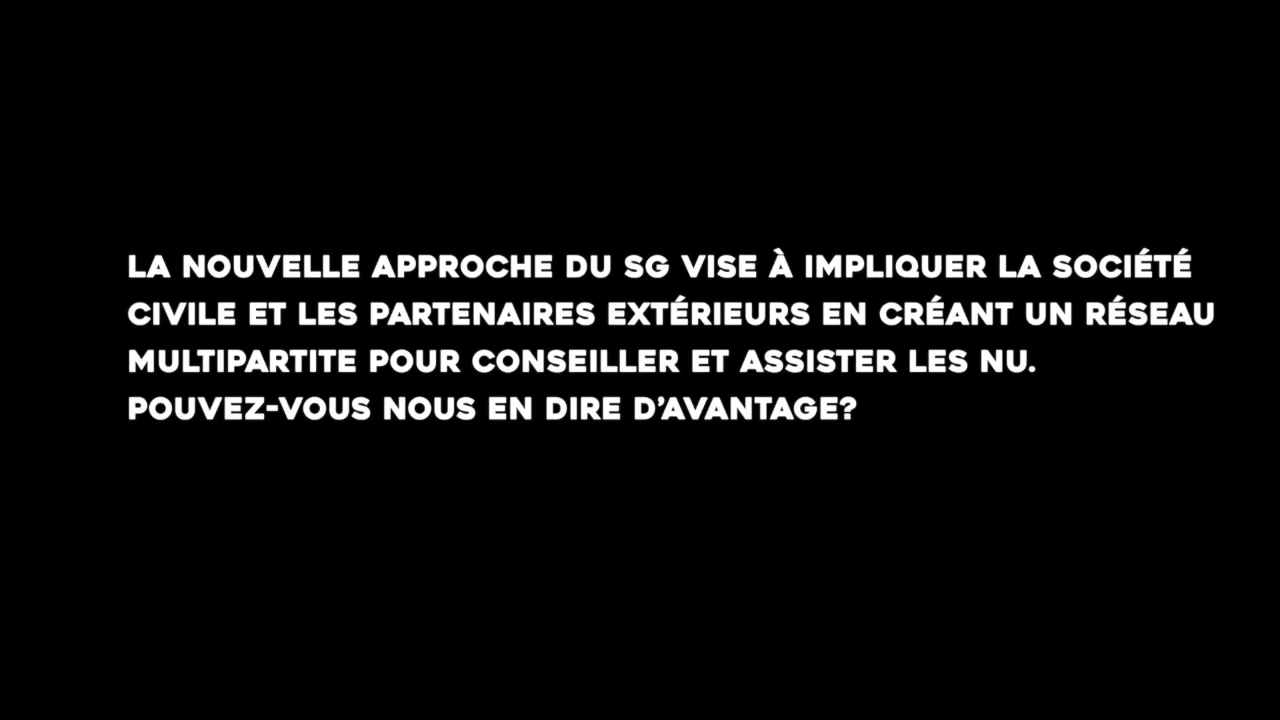 LA NOUVELLE APPROCHE DU SG VISE À IMPLIQUER LA SOCIÉTÉ
CIVILE ET LES PARTENAIRES EXTÉRIEURS EN CRÉANT UN RÉSEAU
MULTIPARTITE POUR CONSEILLER ET ASSISTER LES NU.
POUVEZ-VOUS NOUS EN DIRE D’AVANTAGE?